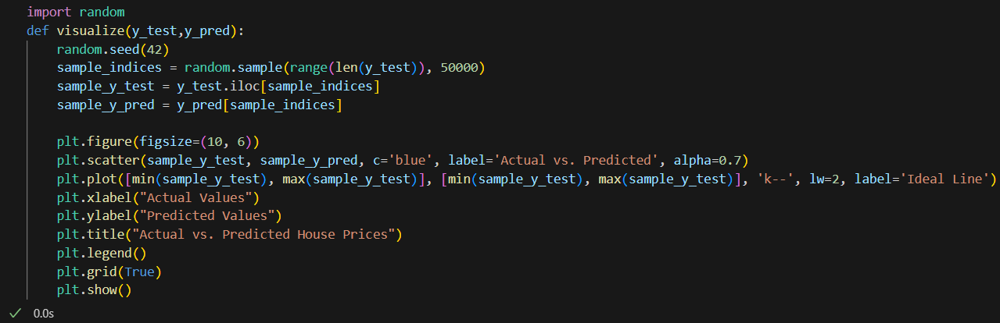 import random
def visualize(y_test,y_pred):
    random.seed(42)
    sample_indices = random.sample(range(len(y_test)), 50000)
    sample_y_test = y_test.iloc[sample_indices]
    sample_y_pred = y_pred[sample_indices]

    plt.figure(figsize=(10, 6))
    plt.scatter(sample_y_test, sample_y_pred, c='blue', label='Actual vs. Predicted', alpha=0.7)
    plt.plot([min(sample_y_test), max(sample_y_test)], [min(sample_y_test), max(sample_y_test)], 'k--', lw=2, label='Ideal Line')
    plt.xlabel("Actual Values")
    plt.ylabel("Predicted Values")
    plt.title("Actual vs. Predicted House Prices")
    plt.legend()
    plt.grid(True)
    plt.show()
0.0s